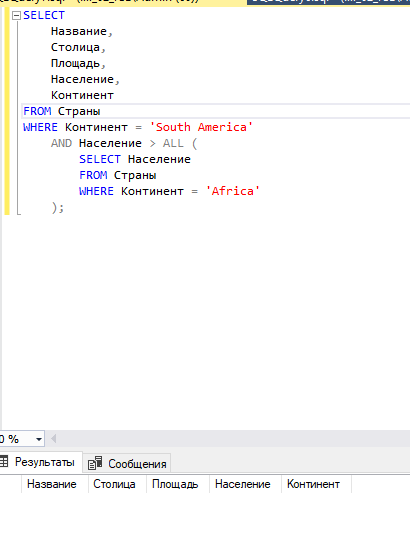 SELECT
Название,
Столица,
Площадь,
Население,
Континент
FROM Страны
WHERE Континент = 'South America'
AND Население > ALL (
SELECT Население
FROM Страны
WHERE Континент = 'Africa'
);
0 %
Результаты Сообщения
Название Столица Площадь Население Континент